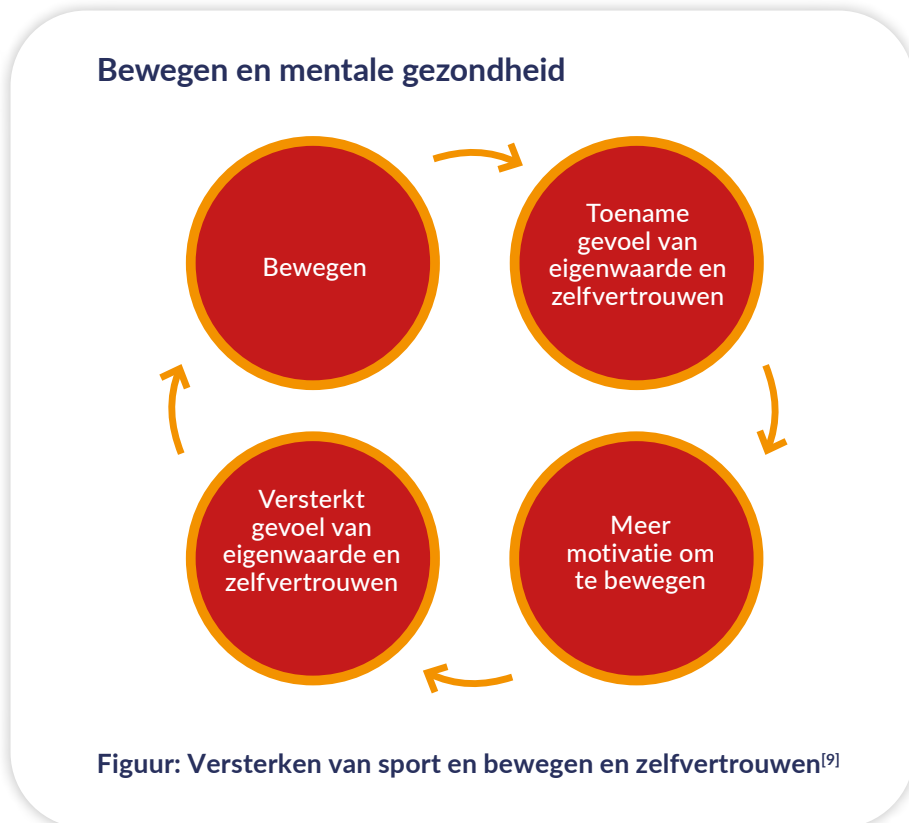 Bewegen en mentale gezondheid
Bewegen
Toename
gevoel van
eigenwaarde en
zelfvertrouwen
Meer
motivatie om
te bewegen
Versterkt
gevoel van
eigenwaarde en
zelfvertrouwen
Figuur: Versterken van sport en bewegen en zelfvertrouwen[9]